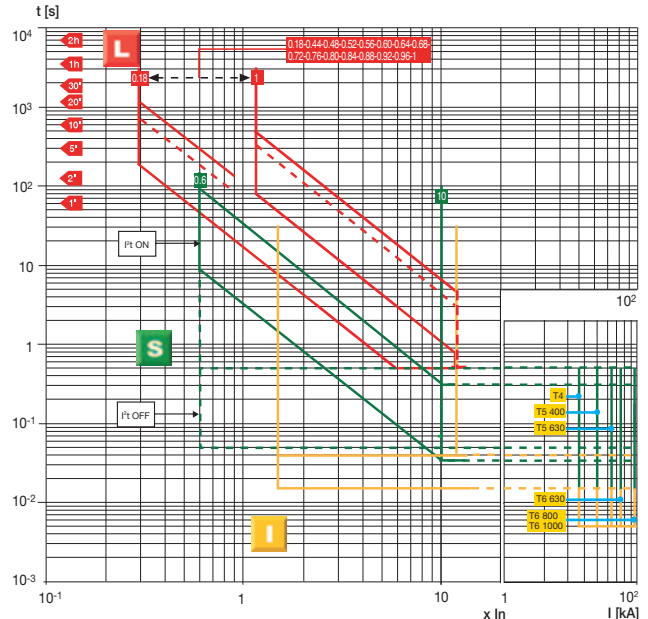 t [s]
10⁴
2h
L
0.18-0.44-0.48-0.52-0.56-0.60-0.64-0.68-
0.72-0.76-0.80-0.84-0.88-0.92-0.96-1
1h
0.18
1
30'
20'
10³
10'
5'
10²
2'
0.6
10
1'
I²t ON
10
10²
1
S
T4
T5 400
I²t OFF
10⁻¹
T5 630
10⁻²
T6 630
T6 800
T6 1000
I
10⁻³
10⁻¹
1
10
1
10
10²
x In
I [kA]